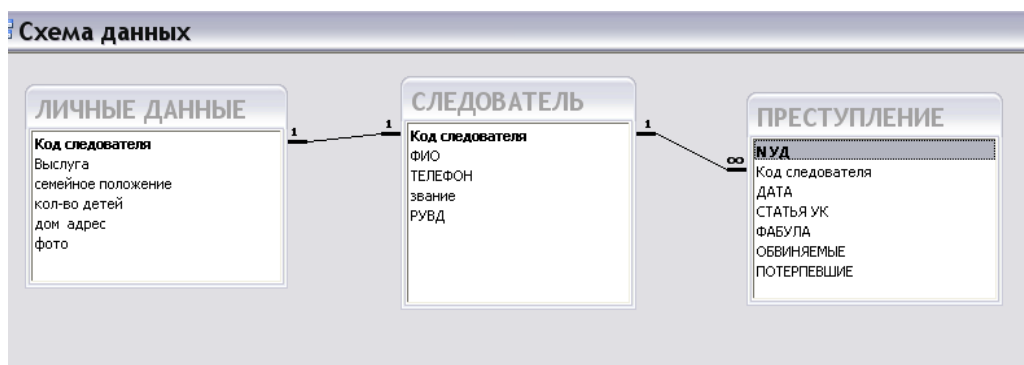 Схема данных
ЛИЧНЫЕ ДАННЫЕ
Код следователя
Выслуга
семейное положение
кол-во детей
дом адрес
фото
1
1
СЛЕДОВАТЕЛЬ
Код следователя
ФИО
ТЕЛЕФОН
звание
РУВД
1
∞
ПРЕСТУПЛЕНИЕ
N УД
Код следователя
ДАТА
СТАТЬЯ УК
ФАБУЛА
ОБВИНЯЕМЫЕ
ПОТЕРПЕВШИЕ